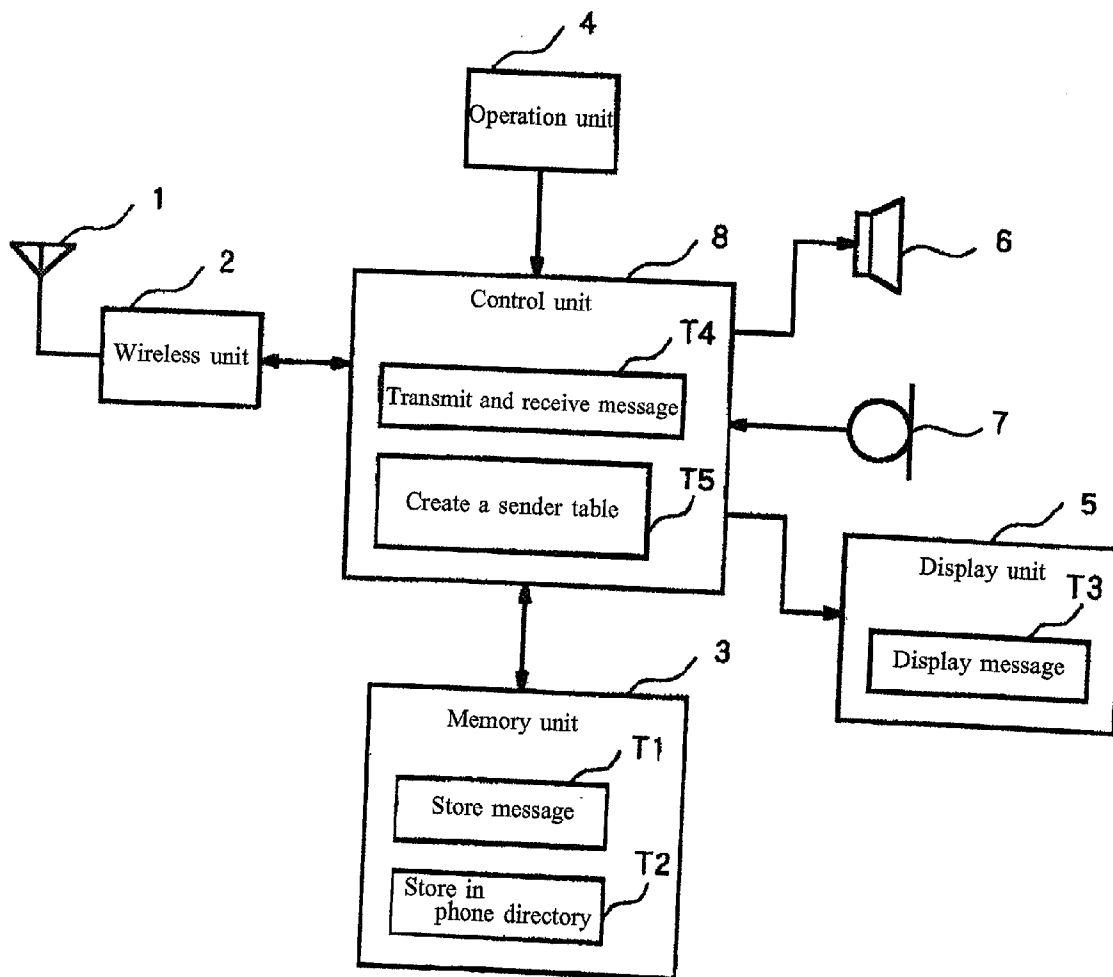 4
Operation unit
1
2
Wireless unit
8
Control unit
T4
Transmit and receive message
T5
Create a sender table
6
7
5
Display unit
T3
Display message
3
Memory unit
T1
Store message
T2
Store in
phone directory